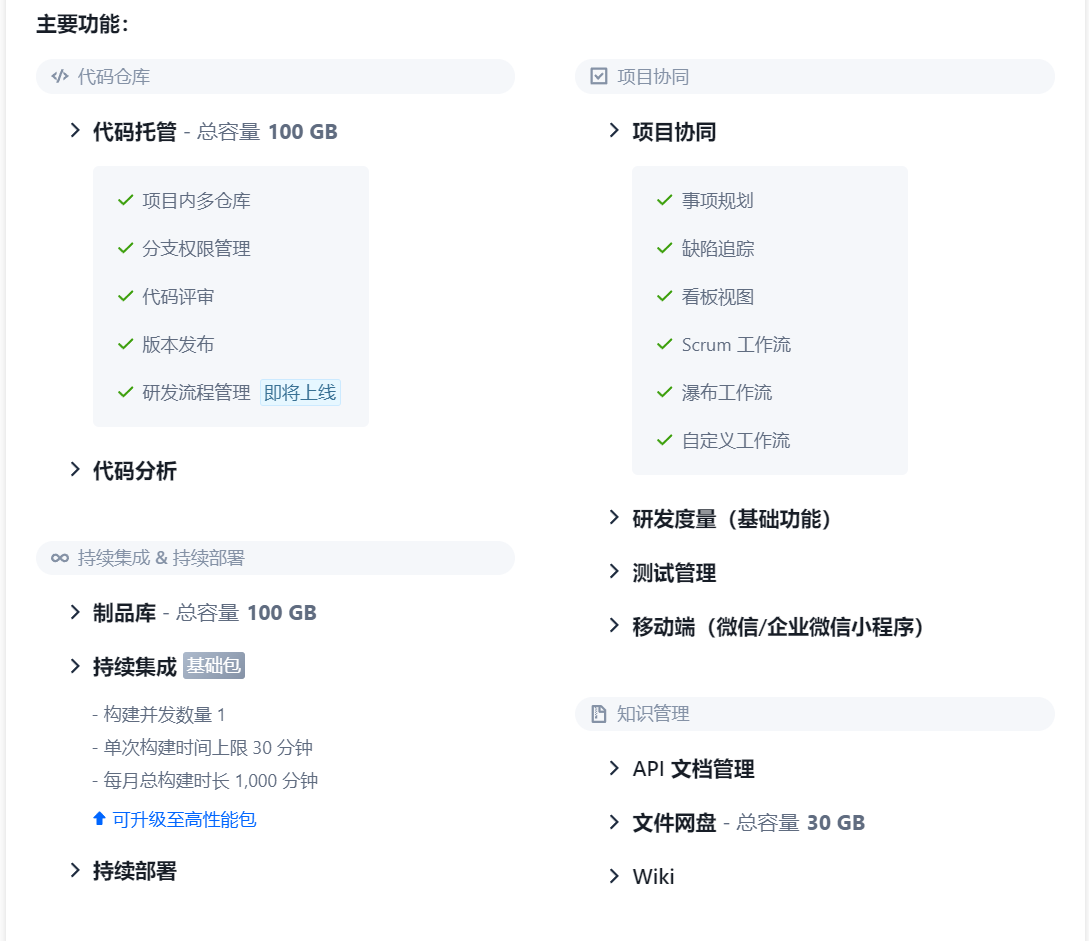 主要功能：
代码仓库
代码托管 - 总容量 100 GB
项目内多仓库
分支权限管理
代码评审
版本发布
研发流程管理 即将上线
代码分析
持续集成 & 持续部署
制品库 - 总容量 100 GB
持续集成 基础包
- 构建并发数量 1
- 单次构建时间上限 30 分钟
- 每月总构建时长 1,000 分钟
可升级至高性能包
持续部署
项目协同
项目协同
事项规划
缺陷追踪
看板视图
Scrum 工作流
瀑布工作流
自定义工作流
研发度量（基础功能）
测试管理
移动端（微信/企业微信小程序）
知识管理
API 文档管理
文件网盘 - 总容量 30 GB
Wiki